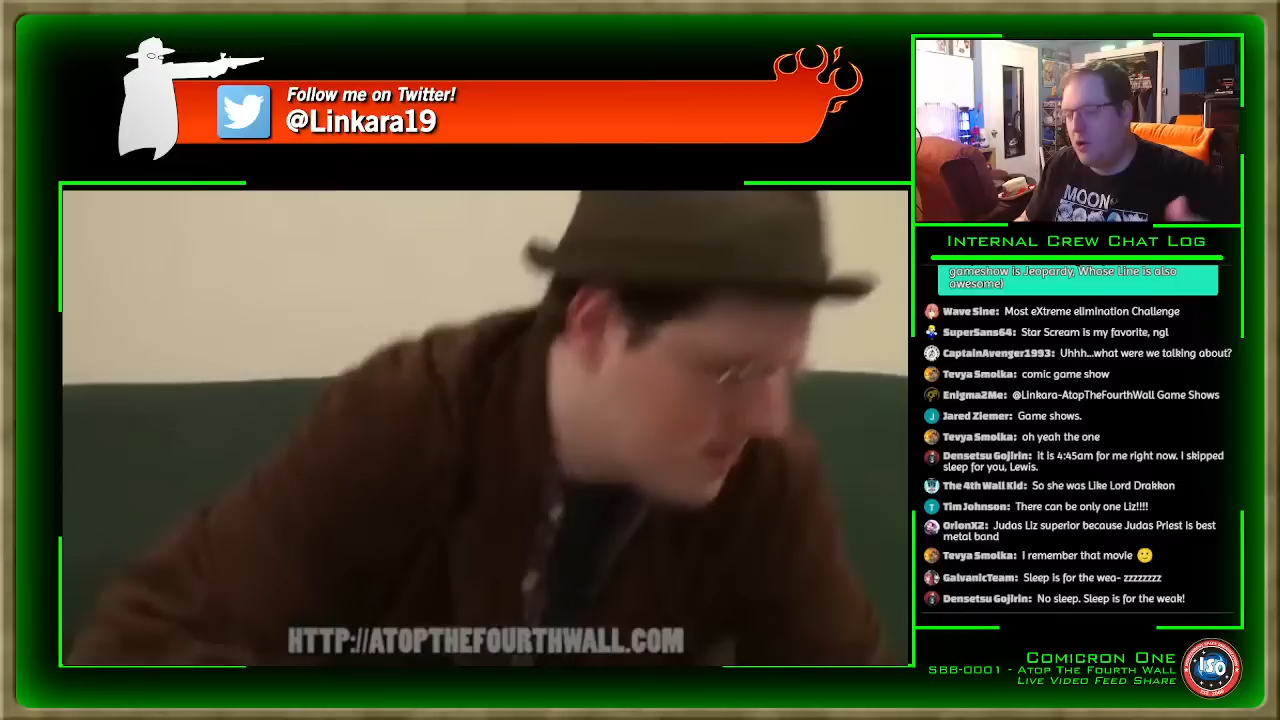 Follow me on Twitter!
@Linkara19
MOON
INTERNAL CREW CHAT LOG
gameshow is Jeopardy, Whose Line is also
awesome)
Wave Sine: Most eXtreme elimInation Challenge
SuperSans64: Star Scream is my favorite, ngl
CaptainAvenger1993: Uhhh...what were we talking about?
Tevya Smolka: comic game show
Enigma2Me: @Linkara-AtopTheFourthWall Game Shows
Jared Ziemer: Game shows.
Tevya Smolka: oh yeah the one
Densetsu Gojirin: it is 4:45am for me right now. I skipped
sleep for you, Lewis.
The 4th Wall Kid: So she was Like Lord Drakkon
Tim Johnson: There can be only one Liz!!!!
OrionX2: Judas Liz superior because Judas Priest is best
metal band
Tevya Smolka: I remember that movie 🙂
GalvanicTeam: Sleep is for the wea- zzzzzzzz
Densetsu Gojirin: No sleep. Sleep is for the weak!
HTTP://ATOPTHEFOURTHWALL.COM
COMICRON ONE
SBB-0001 - ATOP THE FOURTH WALL
LIVE VIDEO FEED SHARE
ISO